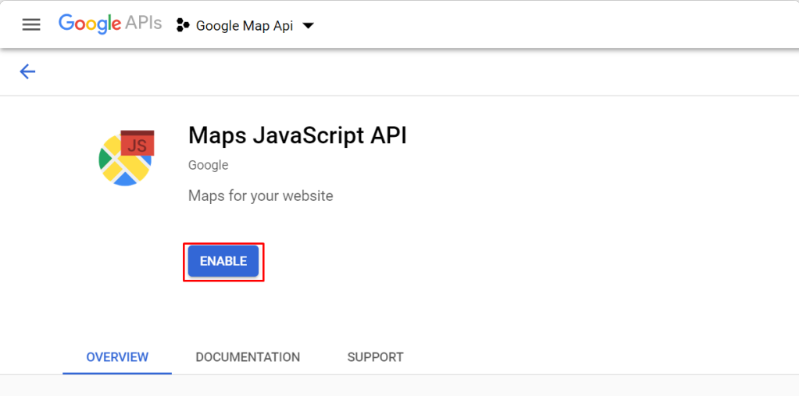 Google APIs Google Map Api
JS
Maps JavaScript API
Google
Maps for your website
ENABLE
OVERVIEW DOCUMENTATION SUPPORT